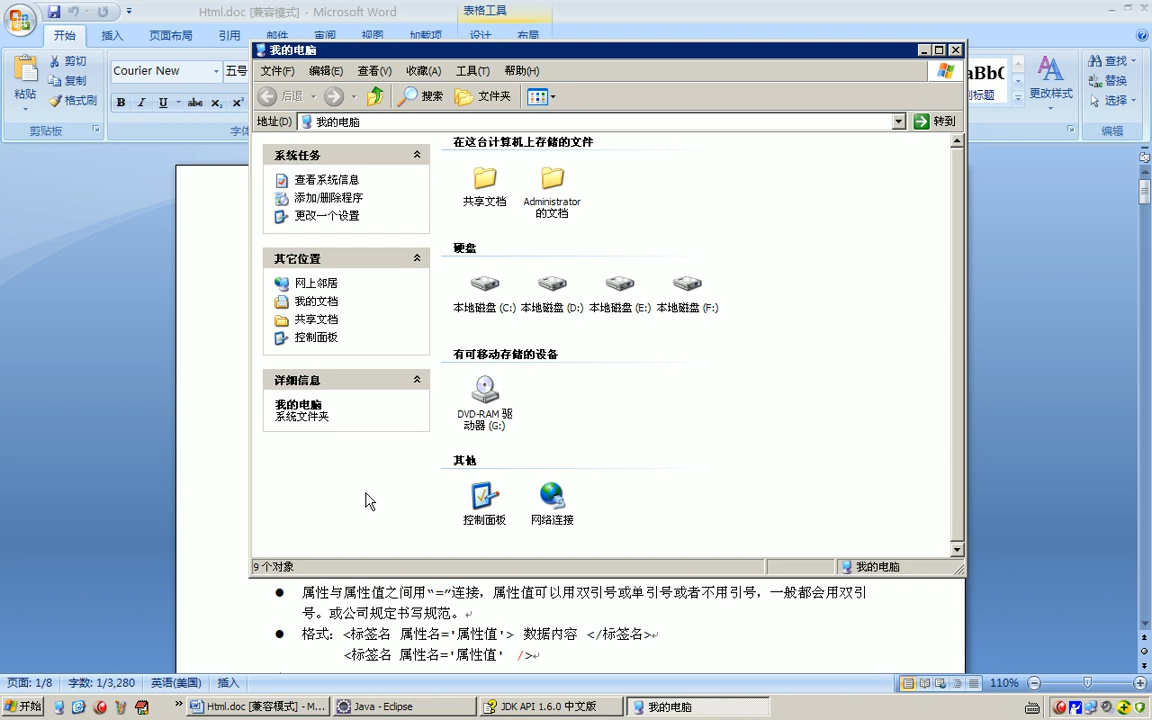 Html.doc [兼容模式] - Microsoft Word
表格工具
开始 插入 页面布局 引用 邮件 审阅 视图 加载项 设计 布局
粘贴
剪切
复制
格式刷
剪贴板
Courier New
五号
B I U abc X₂ X²
字体
标题
更改样式
查找
替换
选择
编辑
我的电脑
文件(F) 编辑(E) 查看(V) 收藏(A) 工具(T) 帮助(H)
后退 搜索 文件夹
地址(D) 我的电脑 转到
系统任务
查看系统信息
添加/删除程序
更改一个设置
其它位置
网上邻居
我的文档
共享文档
控制面板
详细信息
我的电脑
系统文件夹
在这台计算机上存储的文件
共享文档
Administrator
的文档
硬盘
本地磁盘 (C:) 本地磁盘 (D:) 本地磁盘 (E:) 本地磁盘 (F:)
有可移动存储的设备
DVD-RAM 驱
动器 (G:)
其他
控制面板 网络连接
9 个对象 我的电脑
● 属性与属性值之间用“=”连接，属性值可以用双引号或单引号或者不用引号，一般都会用双引
号。或公司规定书写规范。
● 格式：<标签名 属性名='属性值'> 数据内容 </标签名>
<标签名 属性名='属性值' />
页面: 1/8 字数: 1/3,280 英语(美国) 插入 110%
开始 Html.doc [兼容模式] - M... Java - Eclipse JDK API 1.6.0 中文版 我的电脑